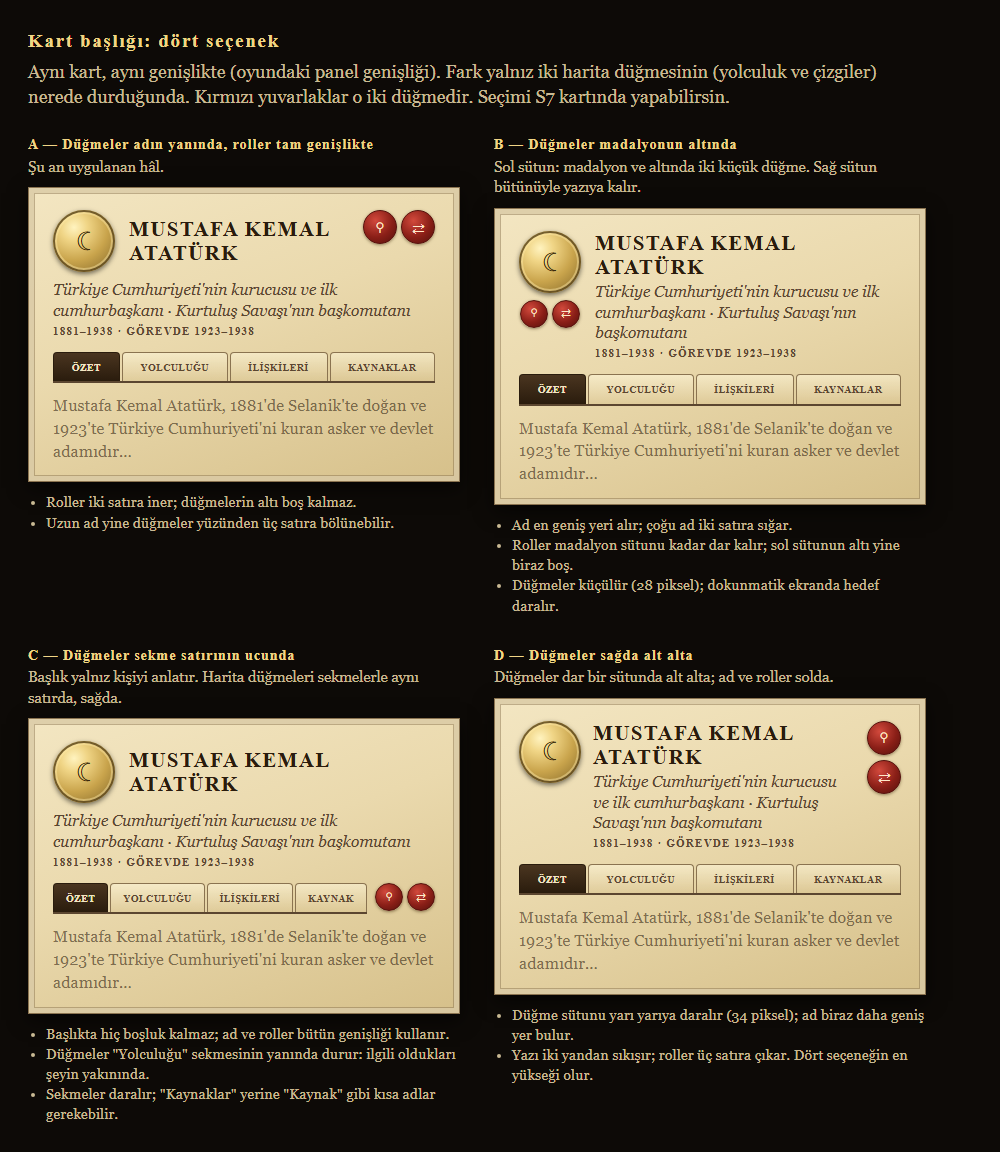 Kart başlığı: dört seçenek
Aynı kart, aynı genişlikte (oyundaki panel genişliği). Fark yalnız iki harita düğmesinin (yolculuk ve çizgiler)
nerede durduğunda. Kırmızı yuvarlaklar o iki düğmedir. Seçimi S7 kartında yapabilirsin.
A — Düğmeler adın yanında, roller tam genişlikte
Şu an uygulanan hâl.
MUSTAFA KEMAL
ATATÜRK
Türkiye Cumhuriyeti'nin kurucusu ve ilk
cumhurbaşkanı · Kurtuluş Savaşı'nın başkomutanı
1881–1938 · GÖREVDE 1923–1938
ÖZET
YOLCULUĞU
İLİŞKİLERİ
KAYNAKLAR
Mustafa Kemal Atatürk, 1881'de Selanik'te doğan ve
1923'te Türkiye Cumhuriyeti'ni kuran asker ve devlet
adamıdır...
• Roller iki satıra iner; düğmelerin altı boş kalmaz.
• Uzun ad yine düğmeler yüzünden üç satıra bölünebilir.
B — Düğmeler madalyonun altında
Sol sütun: madalyon ve altında iki küçük düğme. Sağ sütun
bütünüyle yazıya kalır.
MUSTAFA KEMAL
ATATÜRK
Türkiye Cumhuriyeti'nin kurucusu ve ilk
cumhurbaşkanı · Kurtuluş Savaşı'nın
başkomutanı
1881–1938 · GÖREVDE 1923–1938
ÖZET
YOLCULUĞU
İLİŞKİLERİ
KAYNAKLAR
Mustafa Kemal Atatürk, 1881'de Selanik'te doğan ve
1923'te Türkiye Cumhuriyeti'ni kuran asker ve devlet
adamıdır...
• Ad en geniş yeri alır; çoğu ad iki satıra sığar.
• Roller madalyon sütunu kadar dar kalır; sol sütunun altı yine
biraz boş.
• Düğmeler küçülür (28 piksel); dokunmatik ekranda hedef
daralır.
C — Düğmeler sekme satırının ucunda
Başlık yalnız kişiyi anlatır. Harita düğmeleri sekmelerle aynı
satırda, sağda.
MUSTAFA KEMAL
ATATÜRK
Türkiye Cumhuriyeti'nin kurucusu ve ilk
cumhurbaşkanı · Kurtuluş Savaşı'nın başkomutanı
1881–1938 · GÖREVDE 1923–1938
ÖZET
YOLCULUĞU
İLİŞKİLERİ
KAYNAK
Mustafa Kemal Atatürk, 1881'de Selanik'te doğan ve
1923'te Türkiye Cumhuriyeti'ni kuran asker ve devlet
adamıdır...
• Başlıkta hiç boşluk kalmaz; ad ve roller bütün genişliği kullanır.
• Düğmeler "Yolculuğu" sekmesinin yanında durur: ilgili oldukları
şeyin yakınında.
• Sekmeler daralır; "Kaynaklar" yerine "Kaynak" gibi kısa adlar
gerekebilir.
D — Düğmeler sağda alt alta
Düğmeler dar bir sütunda alt alta; ad ve roller solda.
MUSTAFA KEMAL
ATATÜRK
Türkiye Cumhuriyeti'nin kurucusu
ve ilk cumhurbaşkanı · Kurtuluş
Savaşı'nın başkomutanı
1881–1938 · GÖREVDE 1923–1938
ÖZET
YOLCULUĞU
İLİŞKİLERİ
KAYNAKLAR
Mustafa Kemal Atatürk, 1881'de Selanik'te doğan ve
1923'te Türkiye Cumhuriyeti'ni kuran asker ve devlet
adamıdır...
• Düğme sütunu yarı yarıya daralır (34 piksel); ad biraz daha geniş
yer bulur.
• Yazı iki yandan sıkışır; roller üç satıra çıkar. Dört seçeneğin en
yükseği olur.